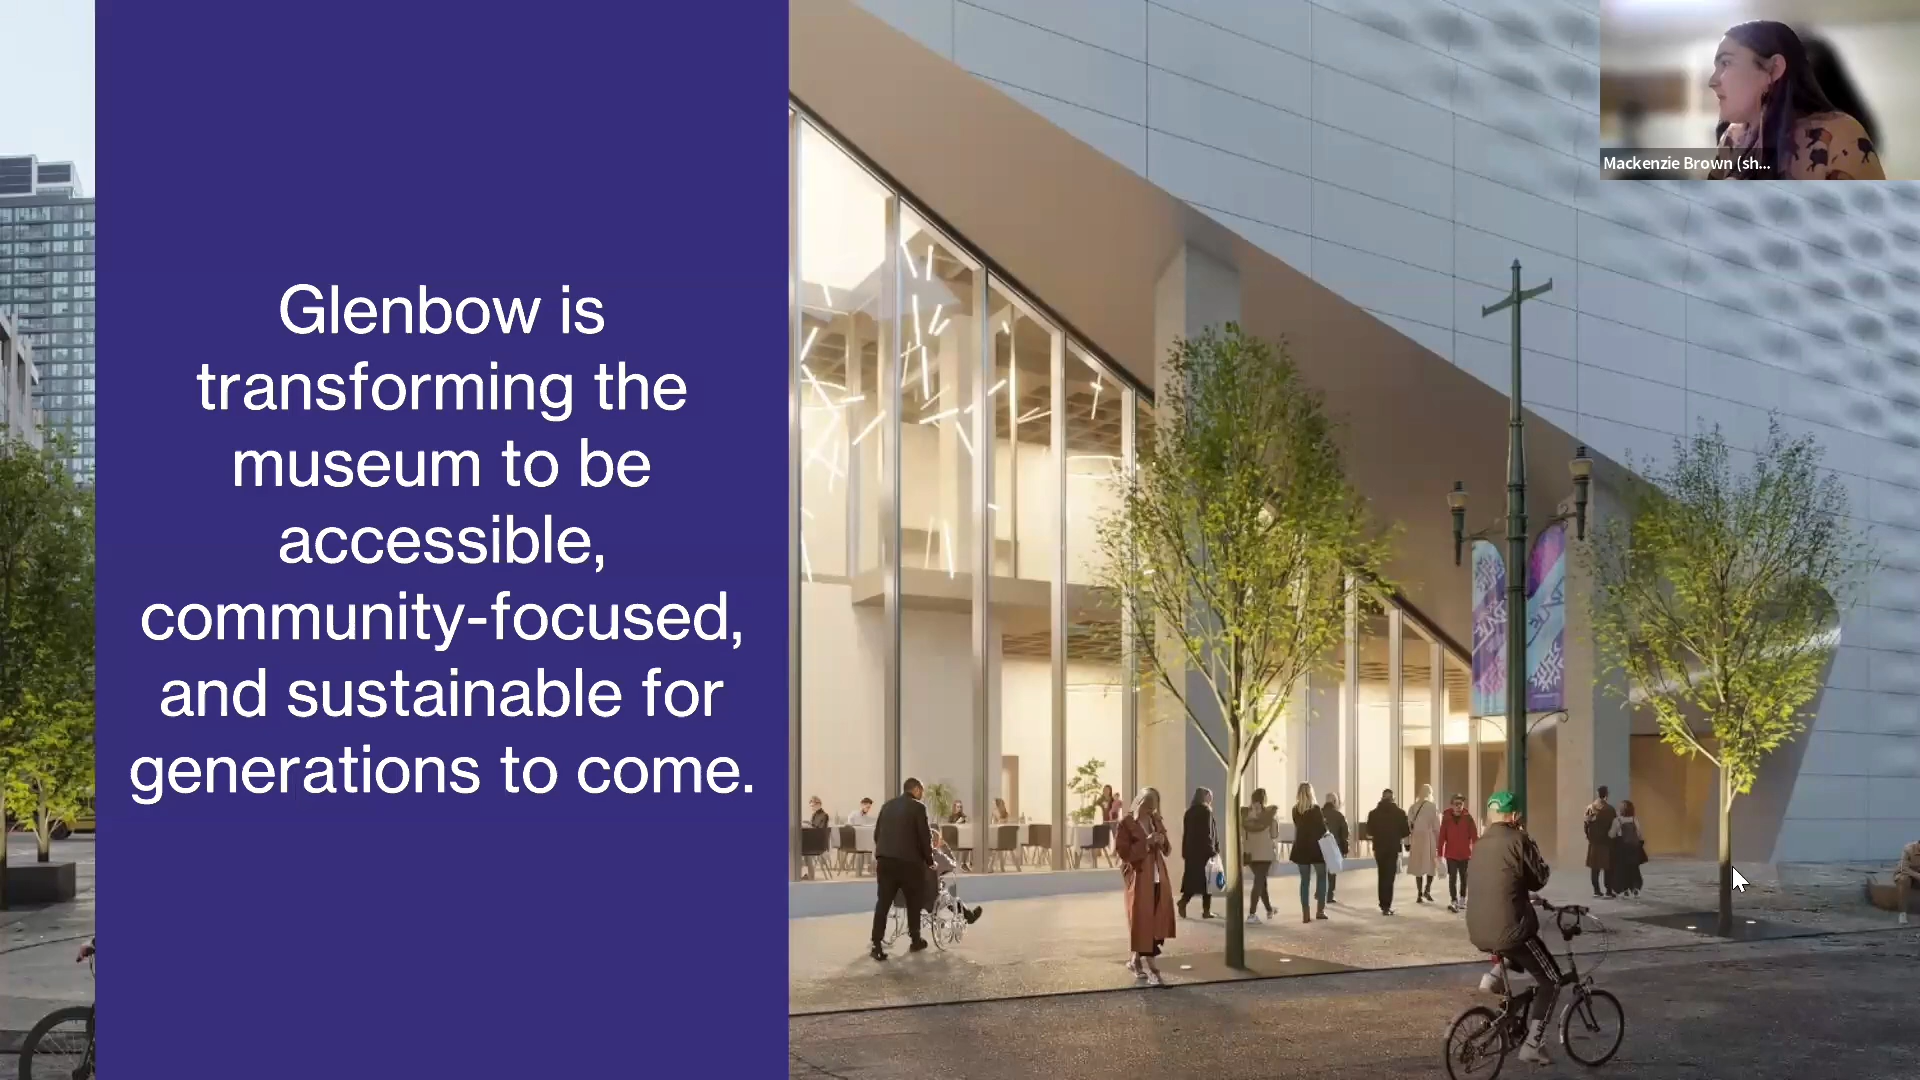 Glenbow is
transforming the
museum to be
accessible,
community-focused,
and sustainable for
generations to come.
Mackenzie Brown (sh...